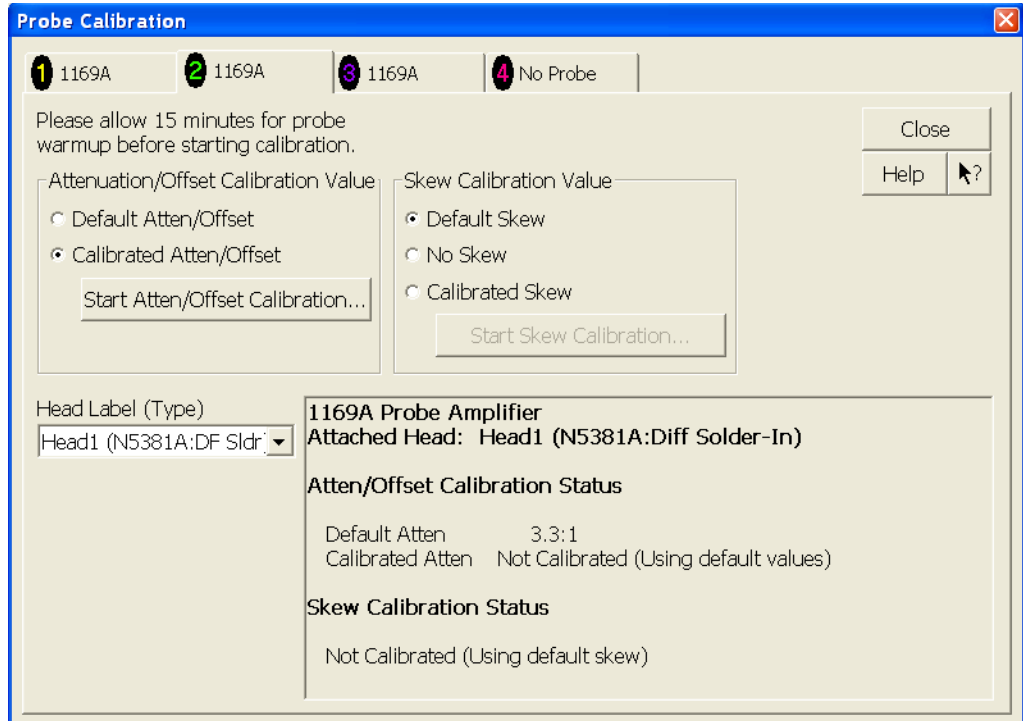 Probe Calibration
1 1169A
2 1169A
3 1169A
4 No Probe
Please allow 15 minutes for probe
warmup before starting calibration.
Close
Help
?
Attenuation/Offset Calibration Value
Default Atten/Offset
Calibrated Atten/Offset
Start Atten/Offset Calibration...
Skew Calibration Value
Default Skew
No Skew
Calibrated Skew
Start Skew Calibration...
Head Label (Type)
Head1 (N5381A:DF Sldr)
1169A Probe Amplifier
Attached Head: Head1 (N5381A:Diff Solder-In)
Atten/Offset Calibration Status
Default Atten 3.3:1
Calibrated Atten Not Calibrated (Using default values)
Skew Calibration Status
Not Calibrated (Using default skew)